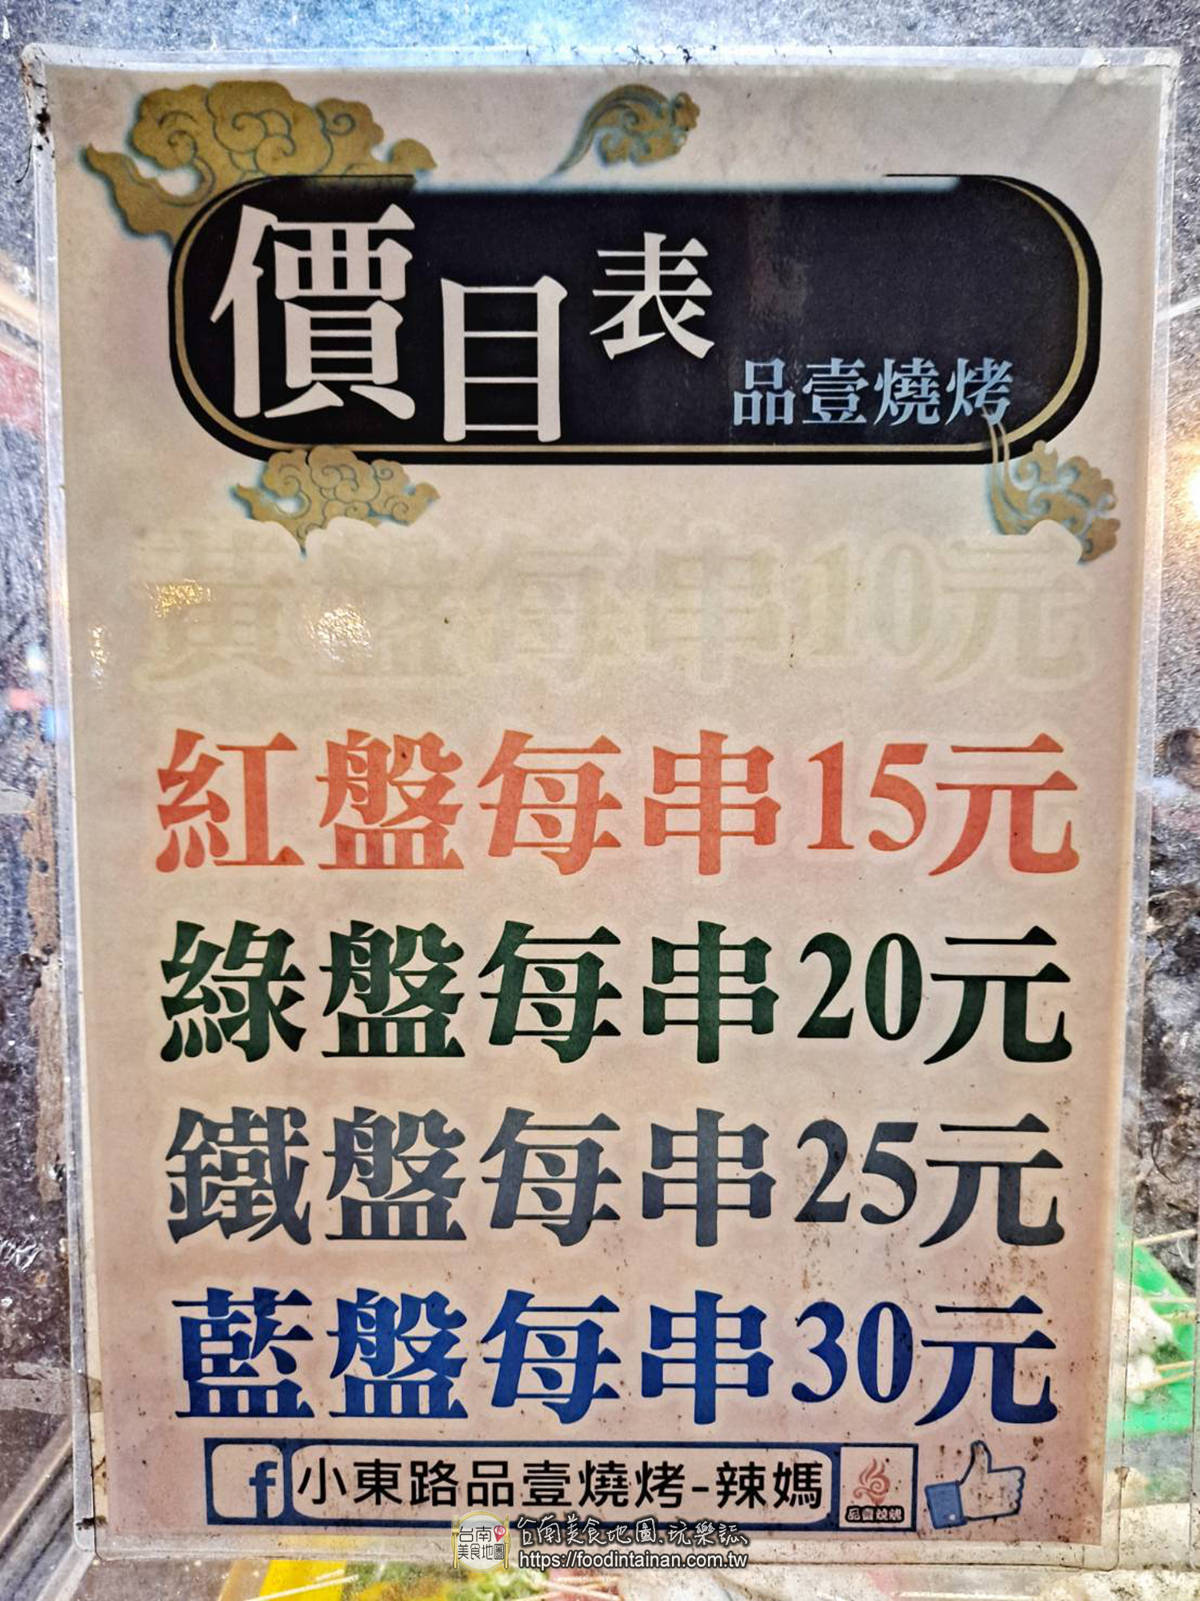 價目表
品壹燒烤
黃盤每串10元
紅盤每串15元
綠盤每串20元
鐵盤每串25元
藍盤每串30元
f 小東路品壹燒烤-辣媽
品壹燒烤
台南美食地圖
台南美食地圖.玩樂誌
https://foodintainan.com.tw